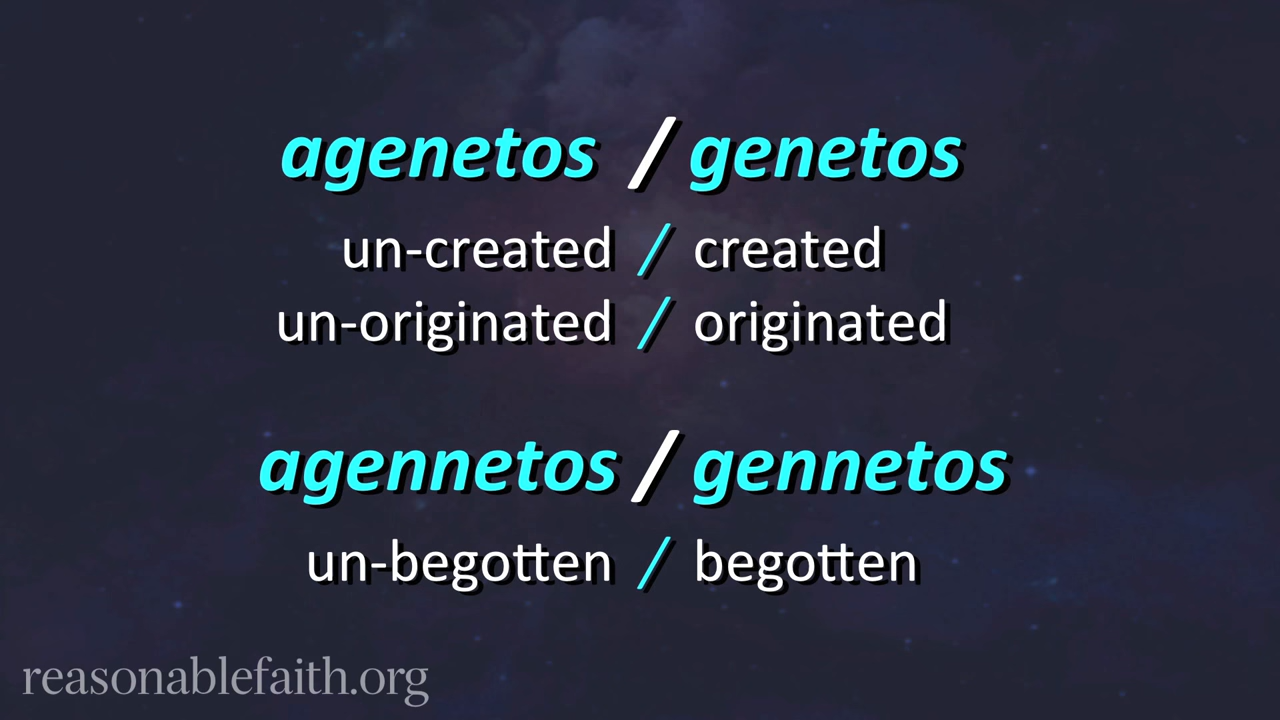 agenetos / genetos
un-created / created
un-originated / originated
agennetos / gennetos
un-begotten / begotten
reasonablefaith.org